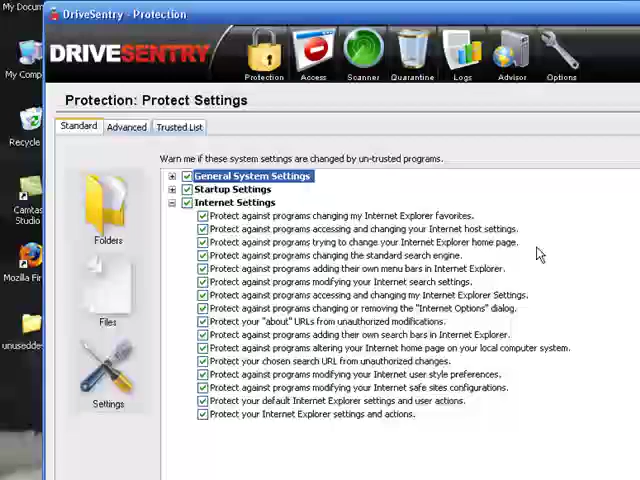 My Docum
DriveSentry - Protection
DRIVESENTRY
Protection Access Scanner Quarantine Logs Advisor Options
My Comp
Protection: Protect Settings
Standard Advanced Trusted List
Recycle
Warn me if these system settings are changed by un-trusted programs.
General System Settings
Startup Settings
Internet Settings
Protect against programs changing my Internet Explorer favorites.
Protect against programs accessing and changing your Internet host settings.
Protect against programs trying to change your Internet Explorer home page.
Protect against programs changing the standard search engine.
Protect against programs adding their own menu bars in Internet Explorer.
Protect against programs modifying your Internet search settings.
Protect against programs accessing and changing my Internet Explorer Settings.
Protect against programs changing or removing the "Internet Options" dialog.
Protect your "about" URLs from unauthorized modifications.
Protect against programs adding their own search bars in Internet Explorer.
Protect against programs altering your Internet home page on your local computer system.
Protect your chosen search URL from unauthorized changes.
Protect against programs modifying your Internet user style preferences.
Protect against programs modifying your Internet safe sites configurations.
Protect your default Internet Explorer settings and user actions.
Protect your Internet Explorer settings and actions.
Folders
Files
Settings
Camtas
Studio
Mozilla Fi
unusedde